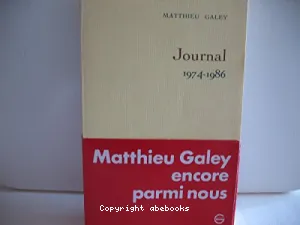 MATTHIEU GALEY
Journal
1974-1986
Matthieu Galey
encore
parmi nous
Copyright abebooks